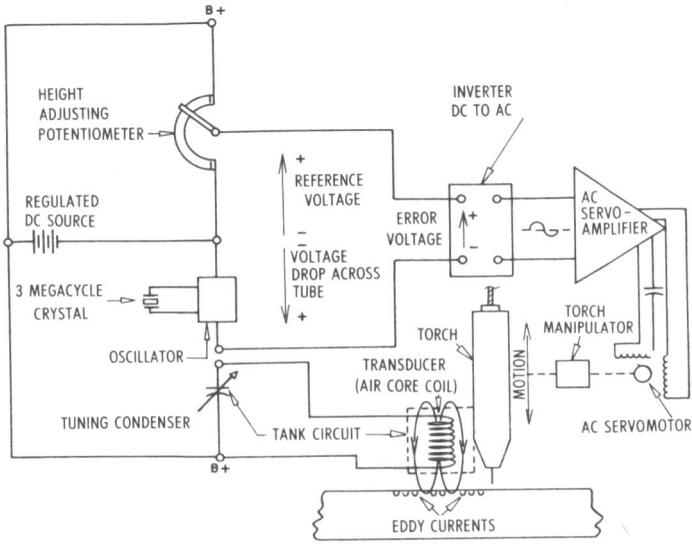 B+
HEIGHT
ADJUSTING
POTENTIOMETER
INVERTER
DC TO AC
+
REFERENCE
VOLTAGE
REGULATED
DC SOURCE
ERROR
VOLTAGE
+
−
AC
SERVO-
AMPLIFIER
−
−
VOLTAGE
DROP ACROSS
TUBE
+
3 MEGACYCLE
CRYSTAL
OSCILLATOR
TORCH
TORCH
MANIPULATOR
MOTION
TRANSDUCER
(AIR CORE COIL)
TUNING CONDENSER
TANK CIRCUIT
AC SERVOMOTOR
B+
EDDY CURRENTS